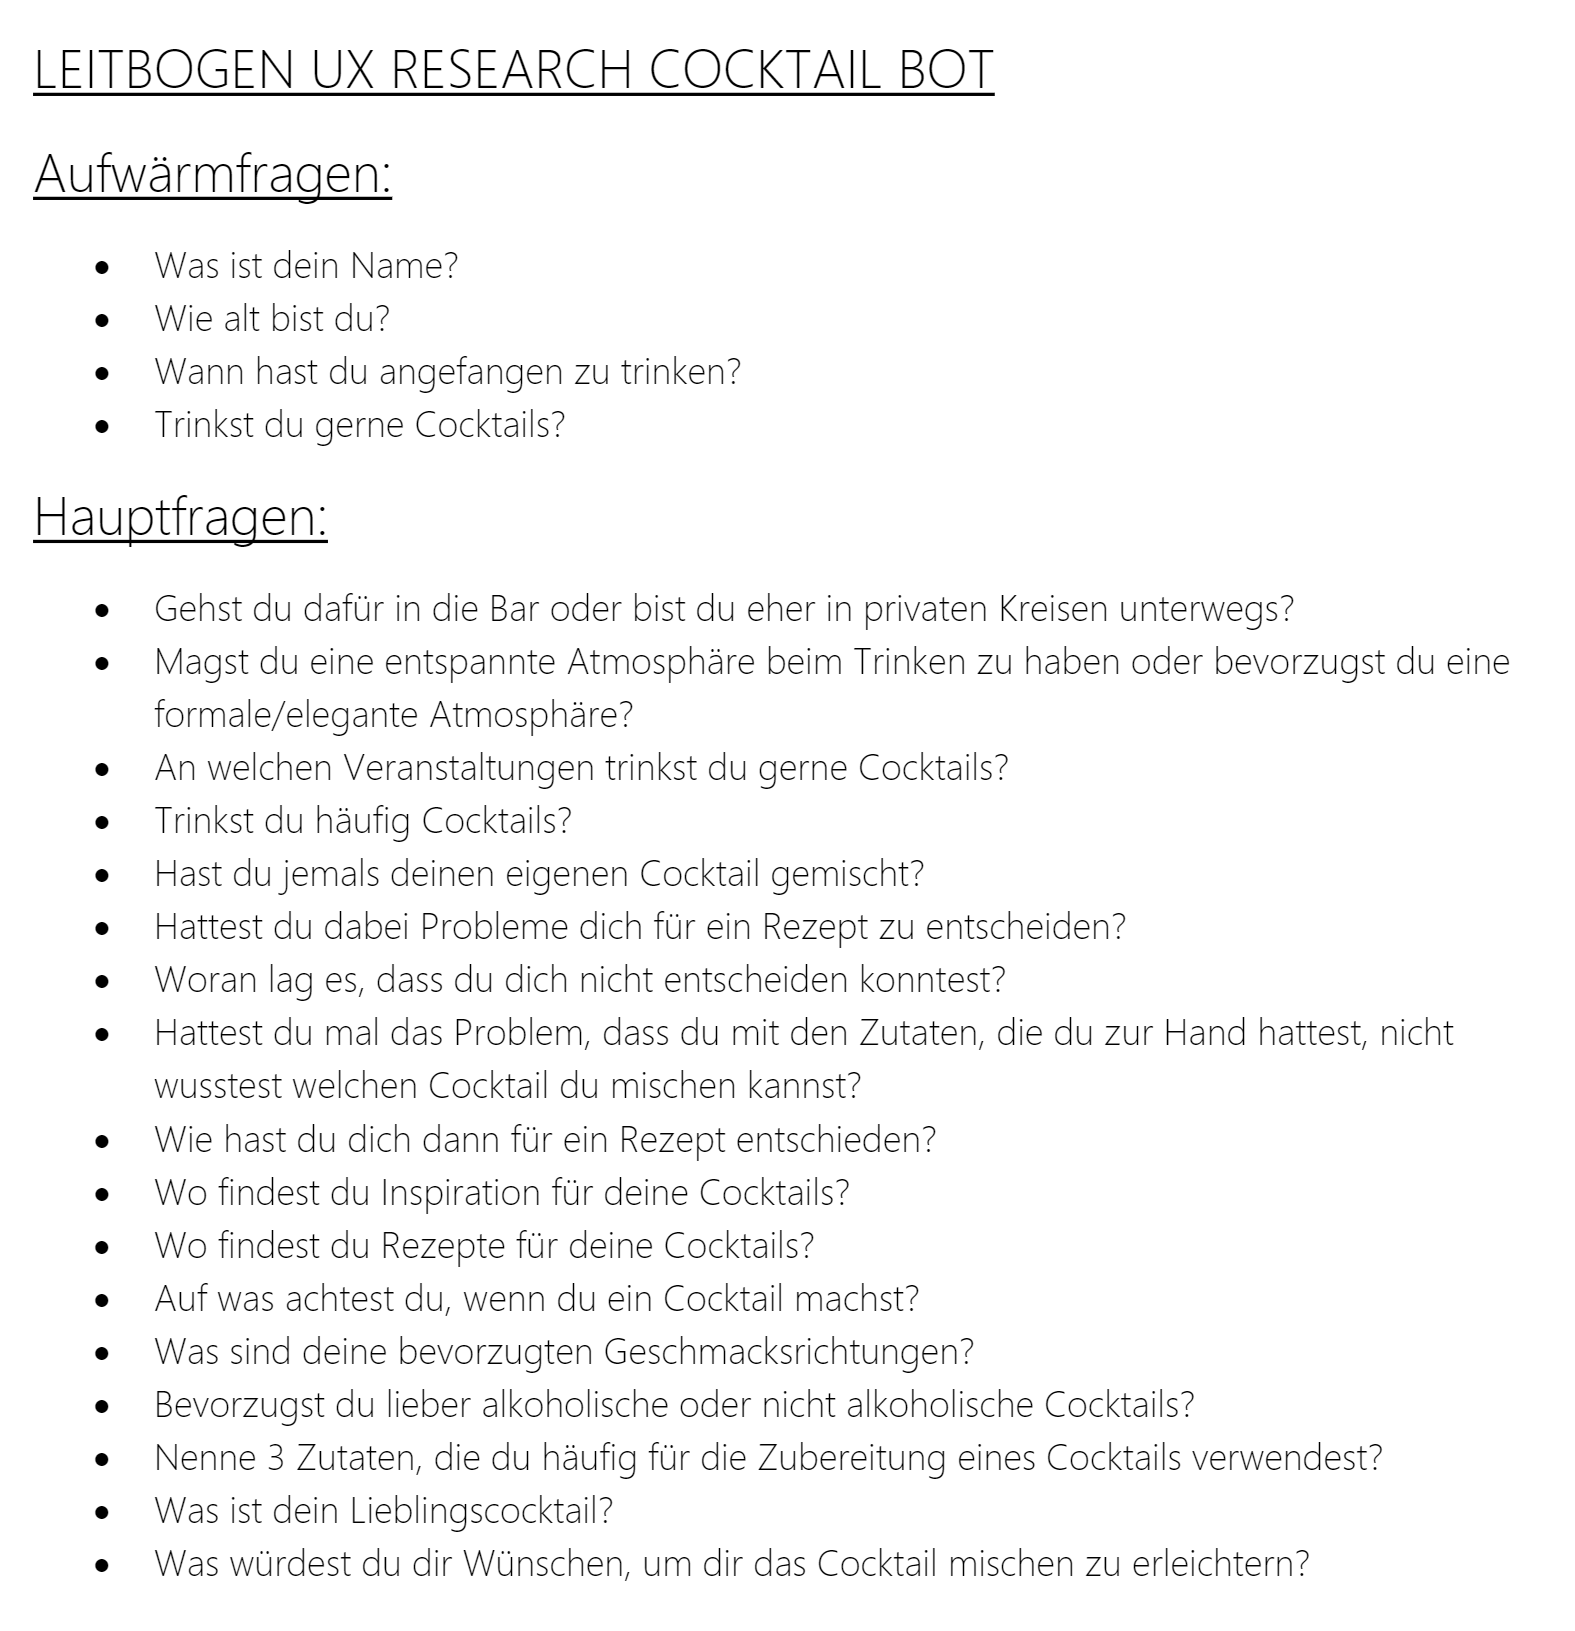 LEITBOGEN UX RESEARCH COCKTAIL BOT
Aufwärmfragen:
• Was ist dein Name?
• Wie alt bist du?
• Wann hast du angefangen zu trinken?
• Trinkst du gerne Cocktails?
Hauptfragen:
• Gehst du dafür in die Bar oder bist du eher in privaten Kreisen unterwegs?
• Magst du eine entspannte Atmosphäre beim Trinken zu haben oder bevorzugst du eine
formale/elegante Atmosphäre?
• An welchen Veranstaltungen trinkst du gerne Cocktails?
• Trinkst du häufig Cocktails?
• Hast du jemals deinen eigenen Cocktail gemischt?
• Hattest du dabei Probleme dich für ein Rezept zu entscheiden?
• Woran lag es, dass du dich nicht entscheiden konntest?
• Hattest du mal das Problem, dass du mit den Zutaten, die du zur Hand hattest, nicht
wusstest welchen Cocktail du mischen kannst?
• Wie hast du dich dann für ein Rezept entschieden?
• Wo findest du Inspiration für deine Cocktails?
• Wo findest du Rezepte für deine Cocktails?
• Auf was achtest du, wenn du ein Cocktail machst?
• Was sind deine bevorzugten Geschmacksrichtungen?
• Bevorzugst du lieber alkoholische oder nicht alkoholische Cocktails?
• Nenne 3 Zutaten, die du häufig für die Zubereitung eines Cocktails verwendest?
• Was ist dein Lieblingscocktail?
• Was würdest du dir Wünschen, um dir das Cocktail mischen zu erleichtern?